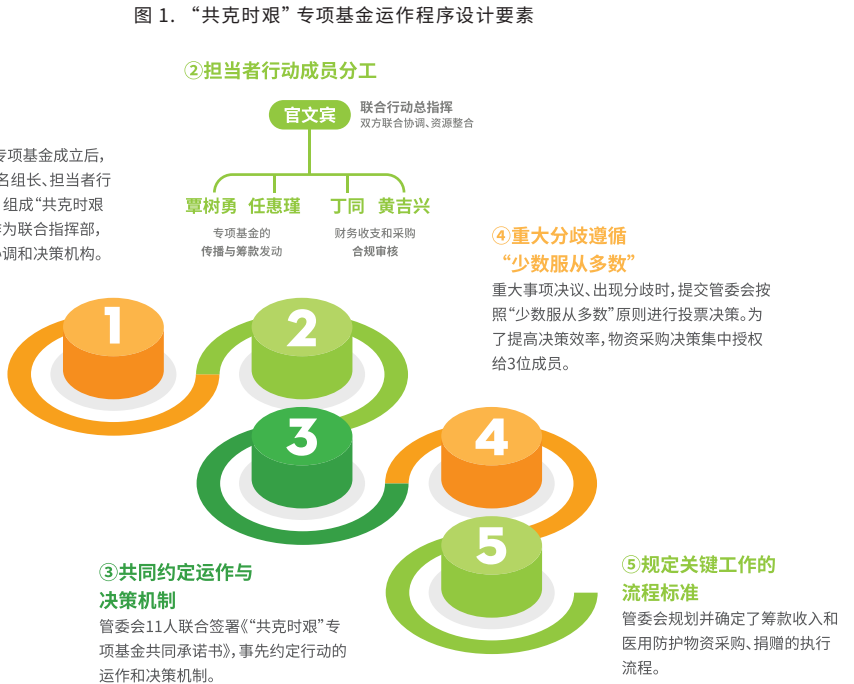 图 1. “共克时艰” 专项基金运作程序设计要素
②担当者行动成员分工
官文宾
联合行动总指挥
双方联合协调、资源整合
专项基金成立后，
名组长、担当者行
组成“共克时艰
作为联合指挥部，
调和决策机构。
覃树勇 任惠瑾 丁同 黄吉兴
专项基金的
传播与筹款发动
财务收支和采购
合规审核
④重大分歧遵循
“少数服从多数”
重大事项决议、出现分歧时，提交管委会按
照“少数服从多数”原则进行投票决策。为
了提高决策效率，物资采购决策集中授权
给3位成员。
1
2
3
4
5
③共同约定运作与
决策机制
管委会11人联合签署《“共克时艰”专
项基金共同承诺书》，事先约定行动的
运作和决策机制。
⑤规定关键工作的
流程标准
管委会规划并确定了筹款收入和
医用防护物资采购、捐赠的执行
流程。